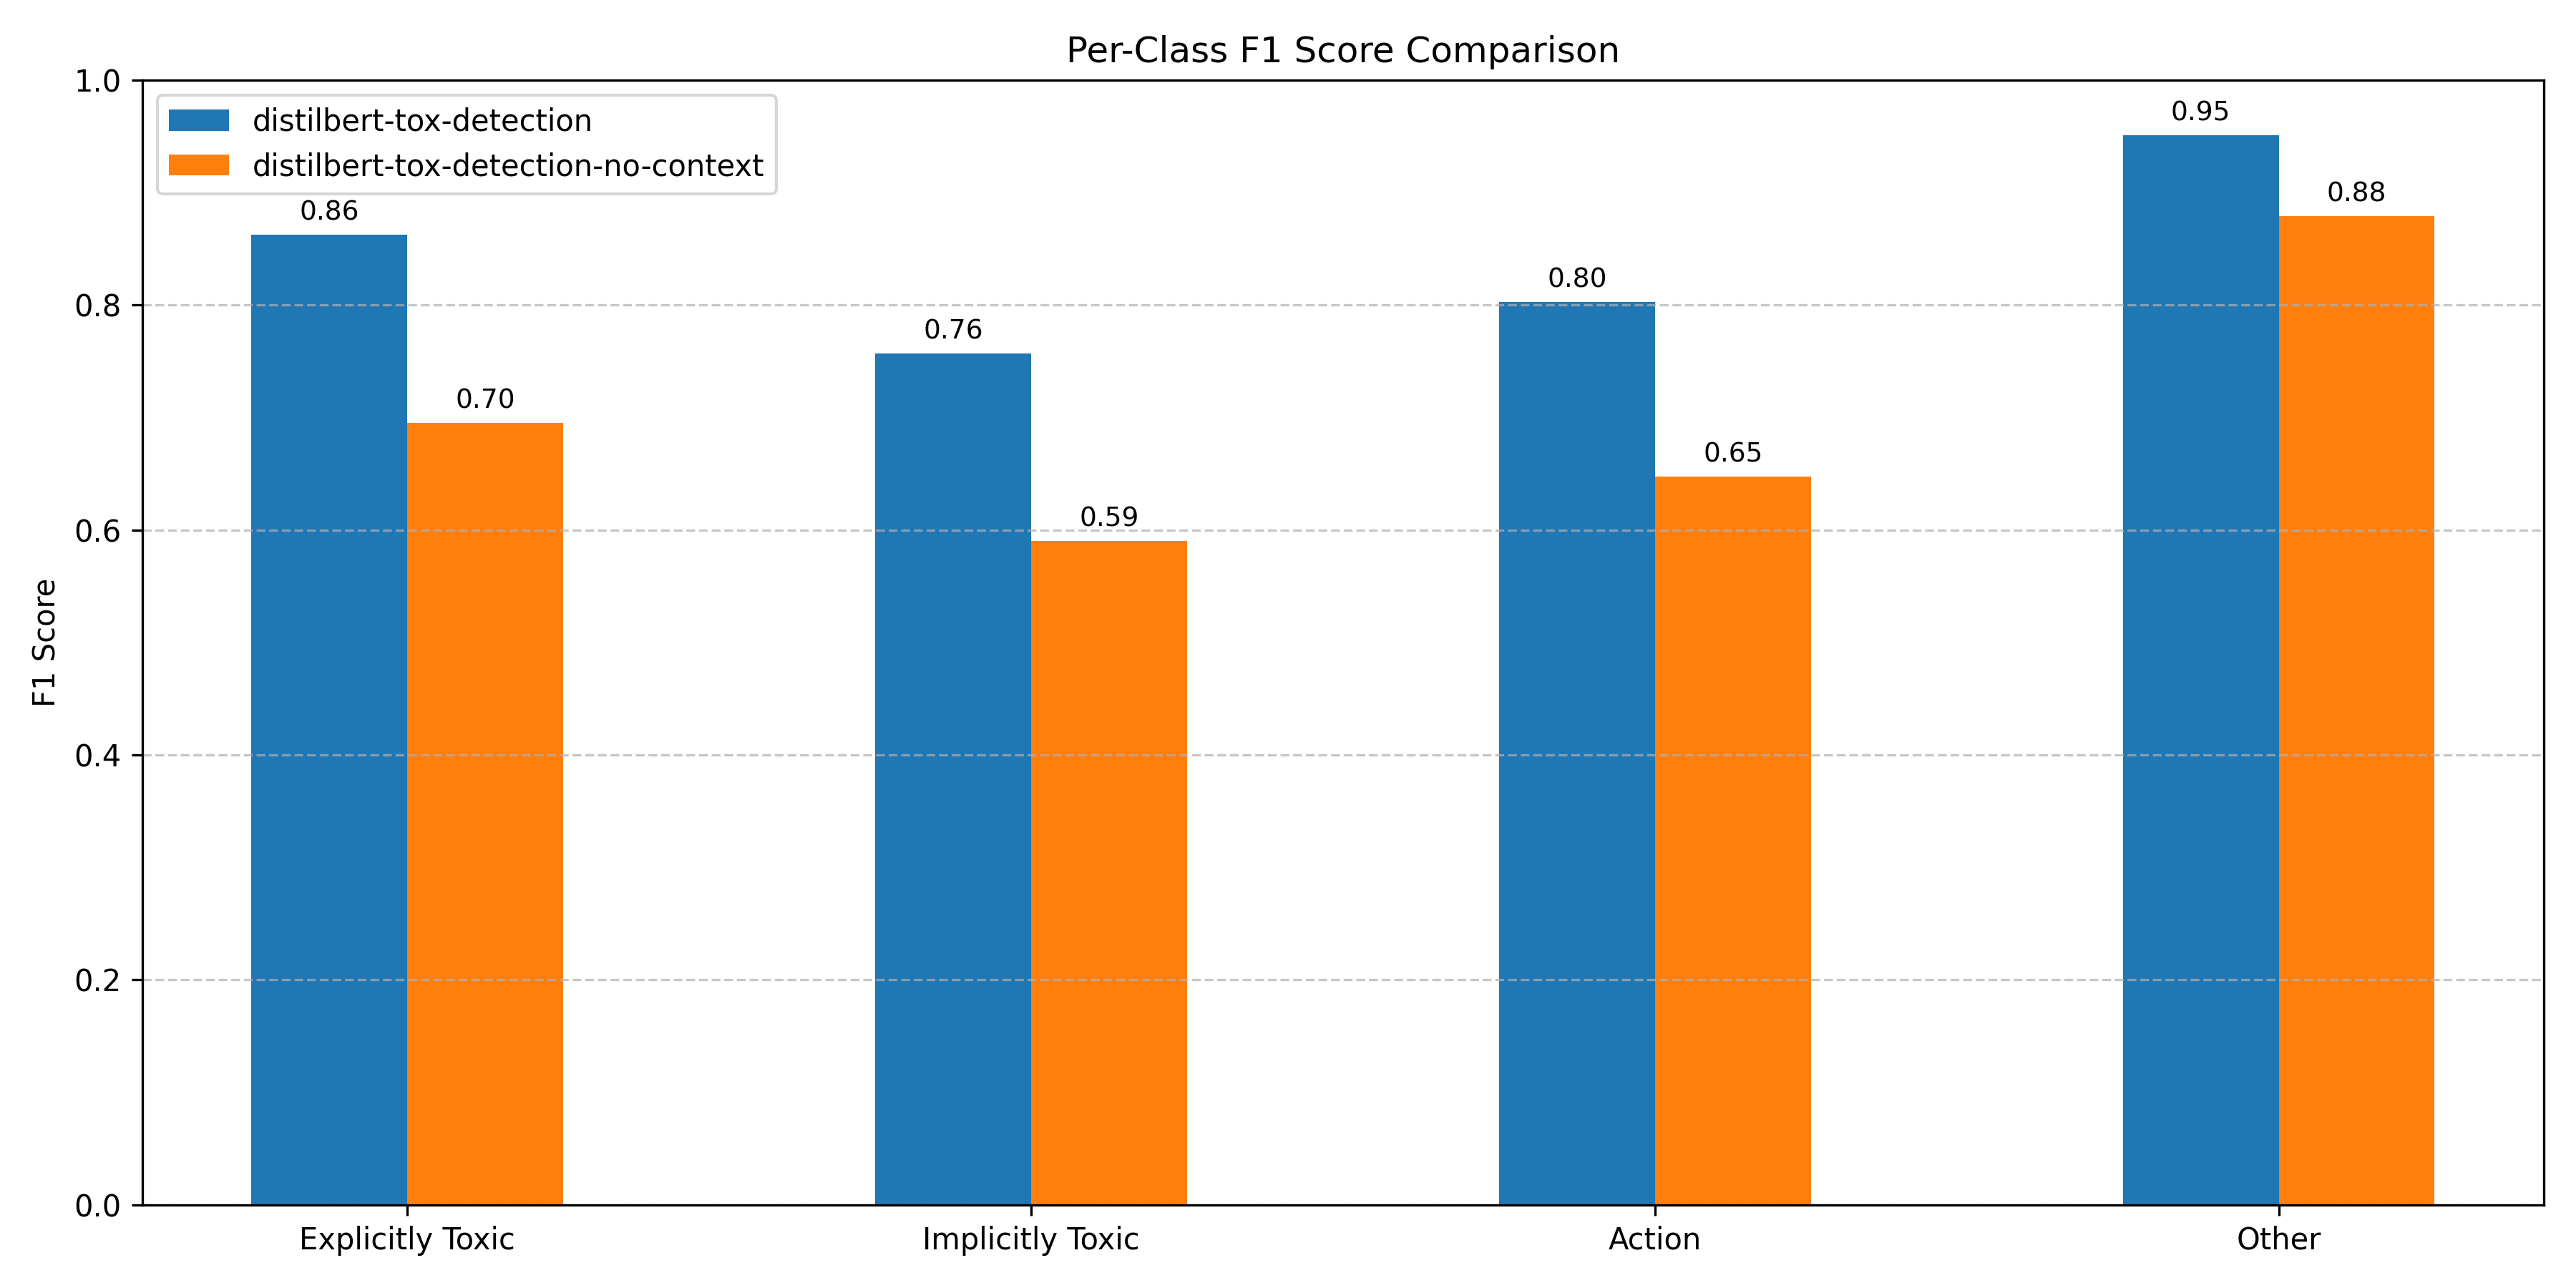 Per-Class F1 Score Comparison
distilbert-tox-detection
distilbert-tox-detection-no-context
F1 Score
1.0
0.8
0.6
0.4
0.2
0.0
0.86
0.70
0.76
0.59
0.80
0.65
0.95
0.88
Explicitly Toxic
Implicitly Toxic
Action
Other